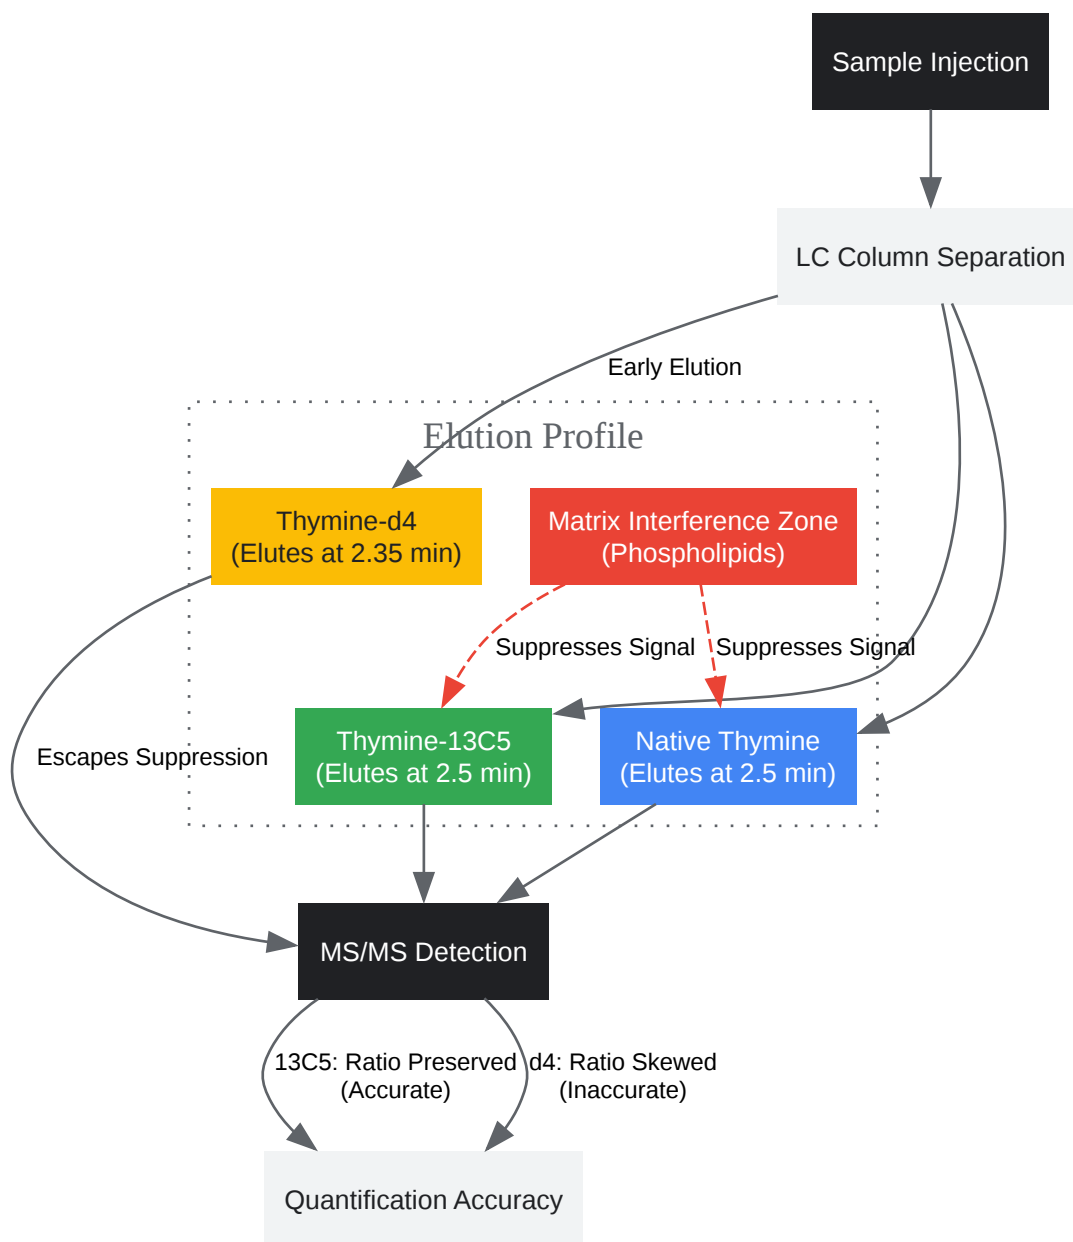 Sample Injection
LC Column Separation
Early Elution
Elution Profile
Thymine-d4
(Elutes at 2.35 min)
Matrix Interference Zone
(Phospholipids)
Suppresses Signal
Suppresses Signal
Escapes Suppression
Thymine-13C5
(Elutes at 2.5 min)
Native Thymine
(Elutes at 2.5 min)
MS/MS Detection
13C5: Ratio Preserved
(Accurate)
d4: Ratio Skewed
(Inaccurate)
Quantification Accuracy